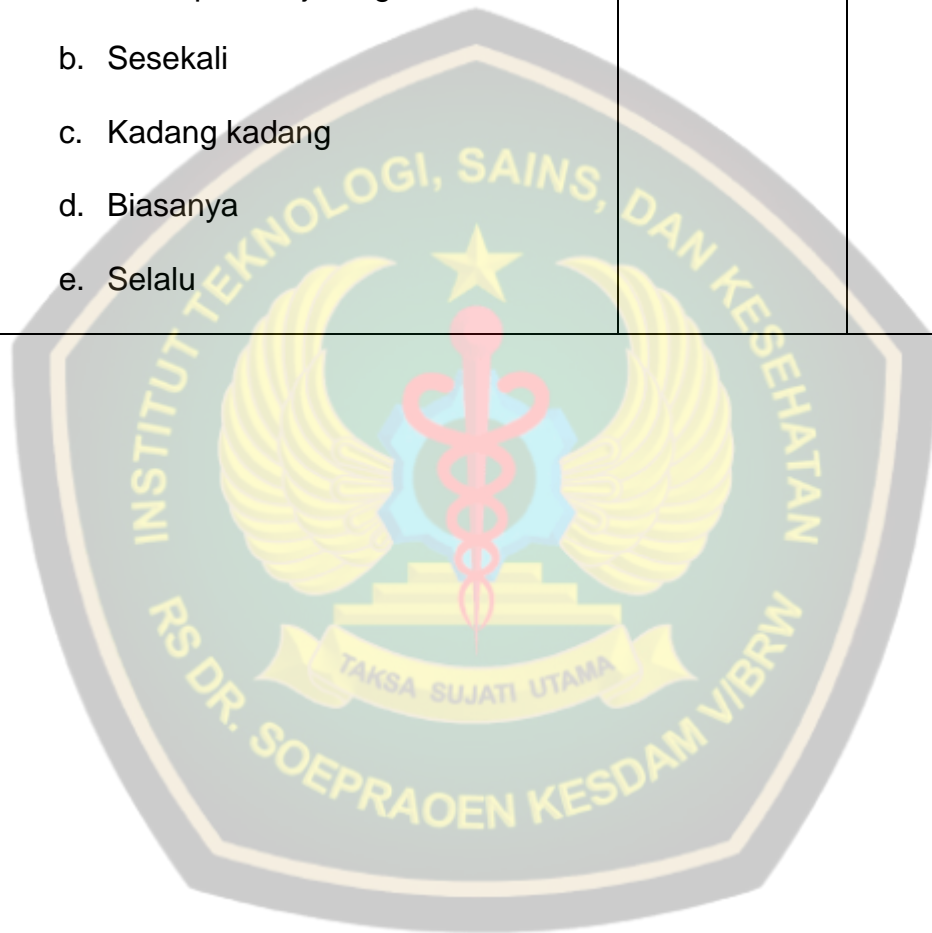 b. Sesekali
c. Kadang kadang
d. Biasanya
e. Selalu
INSTITUT TEKNOLOGI, SAINS, DAN KESEHATAN
TAKSA SUJATI UTAMA
RS DR. SOEPRAOEN KESDAM V/BRW